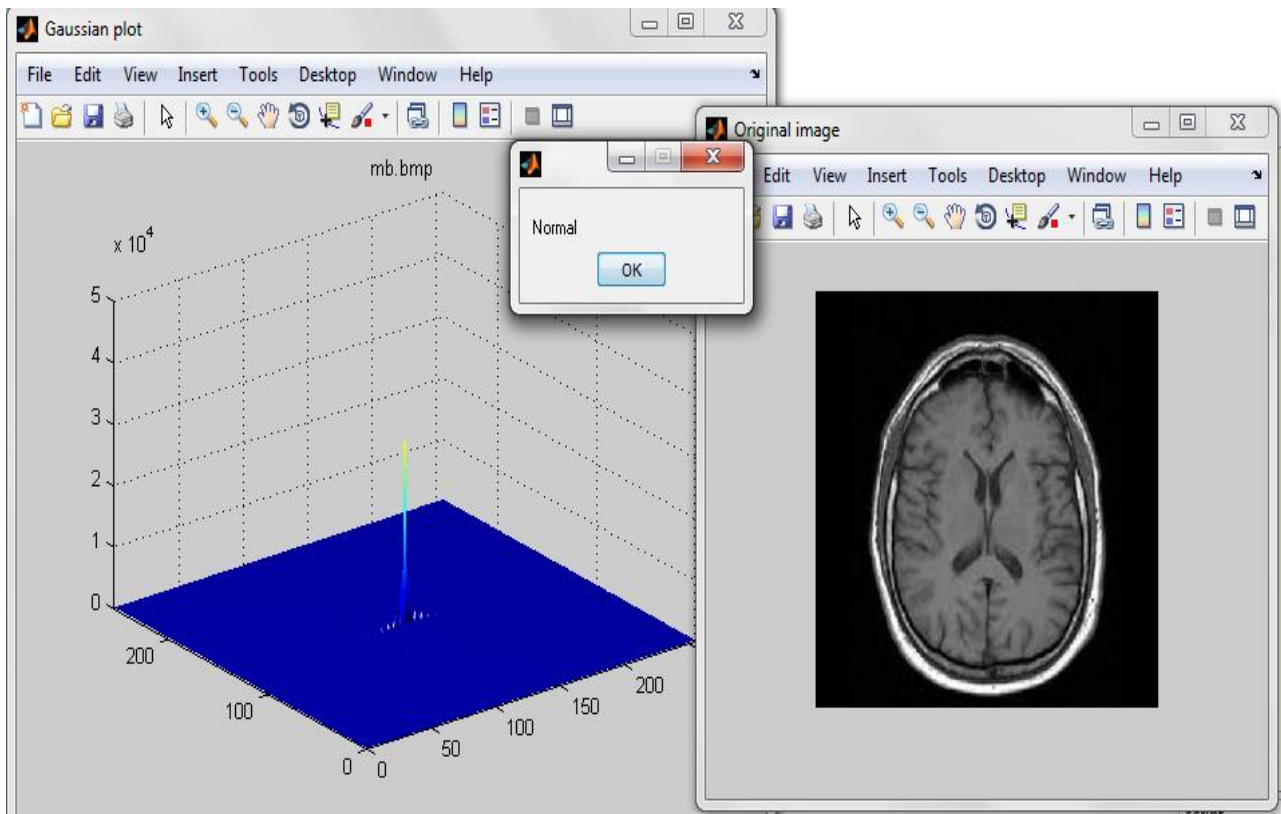 Gaussian plot
File Edit View Insert Tools Desktop Window Help
mb.bmp
x 10^4
5
4
3
2
1
0
200
100
0
0
50
100
150
200
Normal
OK
Original image
Edit View Insert Tools Desktop Window Help